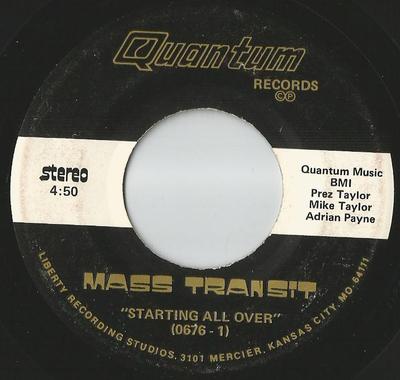 Quantum
RECORDS
©℗
stereo
4:50
Quantum Music
BMI
Prez Taylor
Mike Taylor
Adrian Payne
MASS TRANSIT
"STARTING ALL OVER"
(0676 - 1)
LIBERTY RECORDING STUDIOS. 3101 MERCIER. KANSAS CITY. MO. 64111